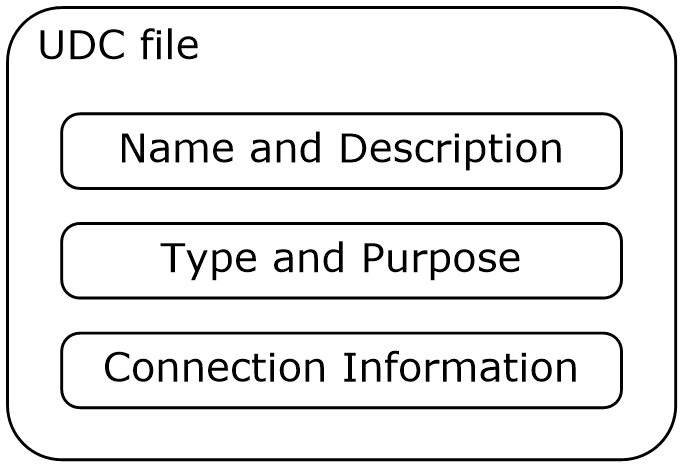 UDC file
Name and Description
Type and Purpose
Connection Information